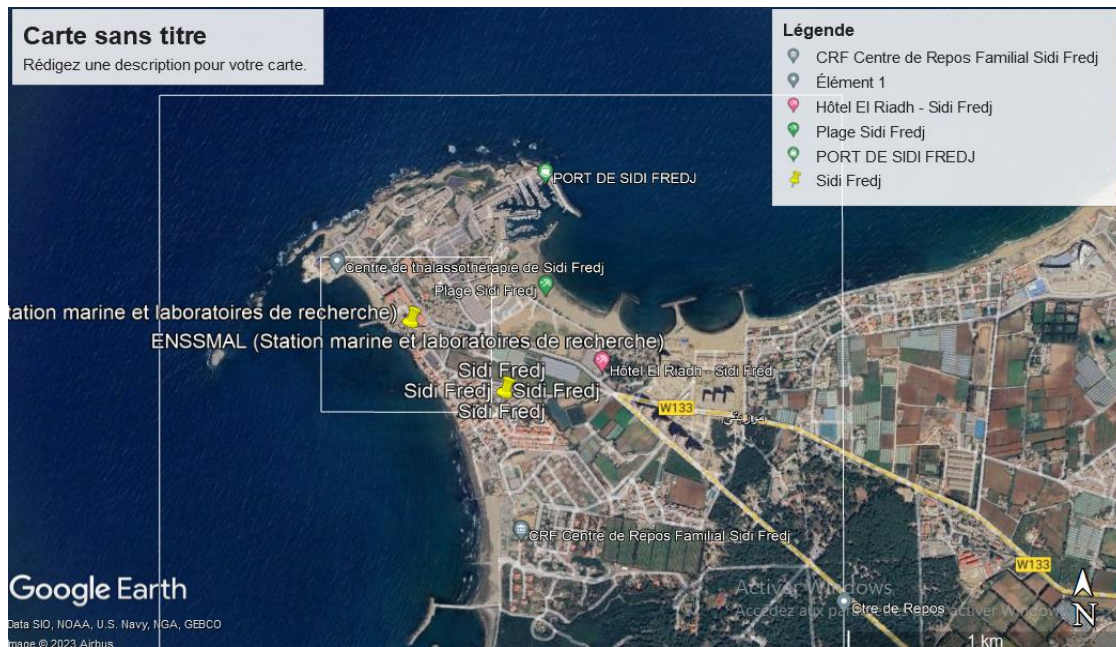 Carte sans titre
Rédigez une description pour votre carte.
Légende
CRF Centre de Repos Familial Sidi Fredj
Élément 1
Hôtel El Riadh - Sidi Fredj
Plage Sidi Fredj
PORT DE SIDI FREDJ
Sidi Fredj
PORT DE SIDI FREDJ
Centre de thalassothérapie de Sidi Fredj
Plage Sidi Fredj
tation marine et laboratoires de recherche)
ENSSMAL (Station marine et laboratoires de recherche)
Sidi Fredj
Hôtel El Riadh - Sidi Fred
Sidi Fredj Sidi Fredj
Sidi Fredj
W133
CRF Centre de Repos Familial Sidi Fredj
W133
Activer Windows
Ctre de Repos
Google Earth
N
Data SIO, NOAA, U.S. Navy, NGA, GEBCO
Image © 2023 Airbus
1 km